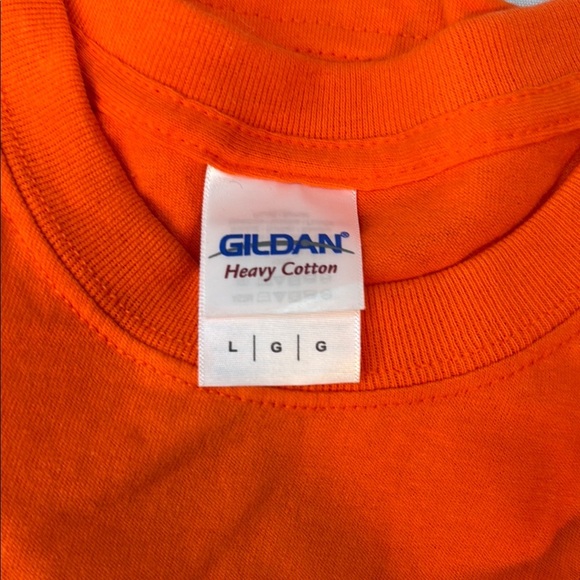 GILDAN®
Heavy Cotton
L | G | G